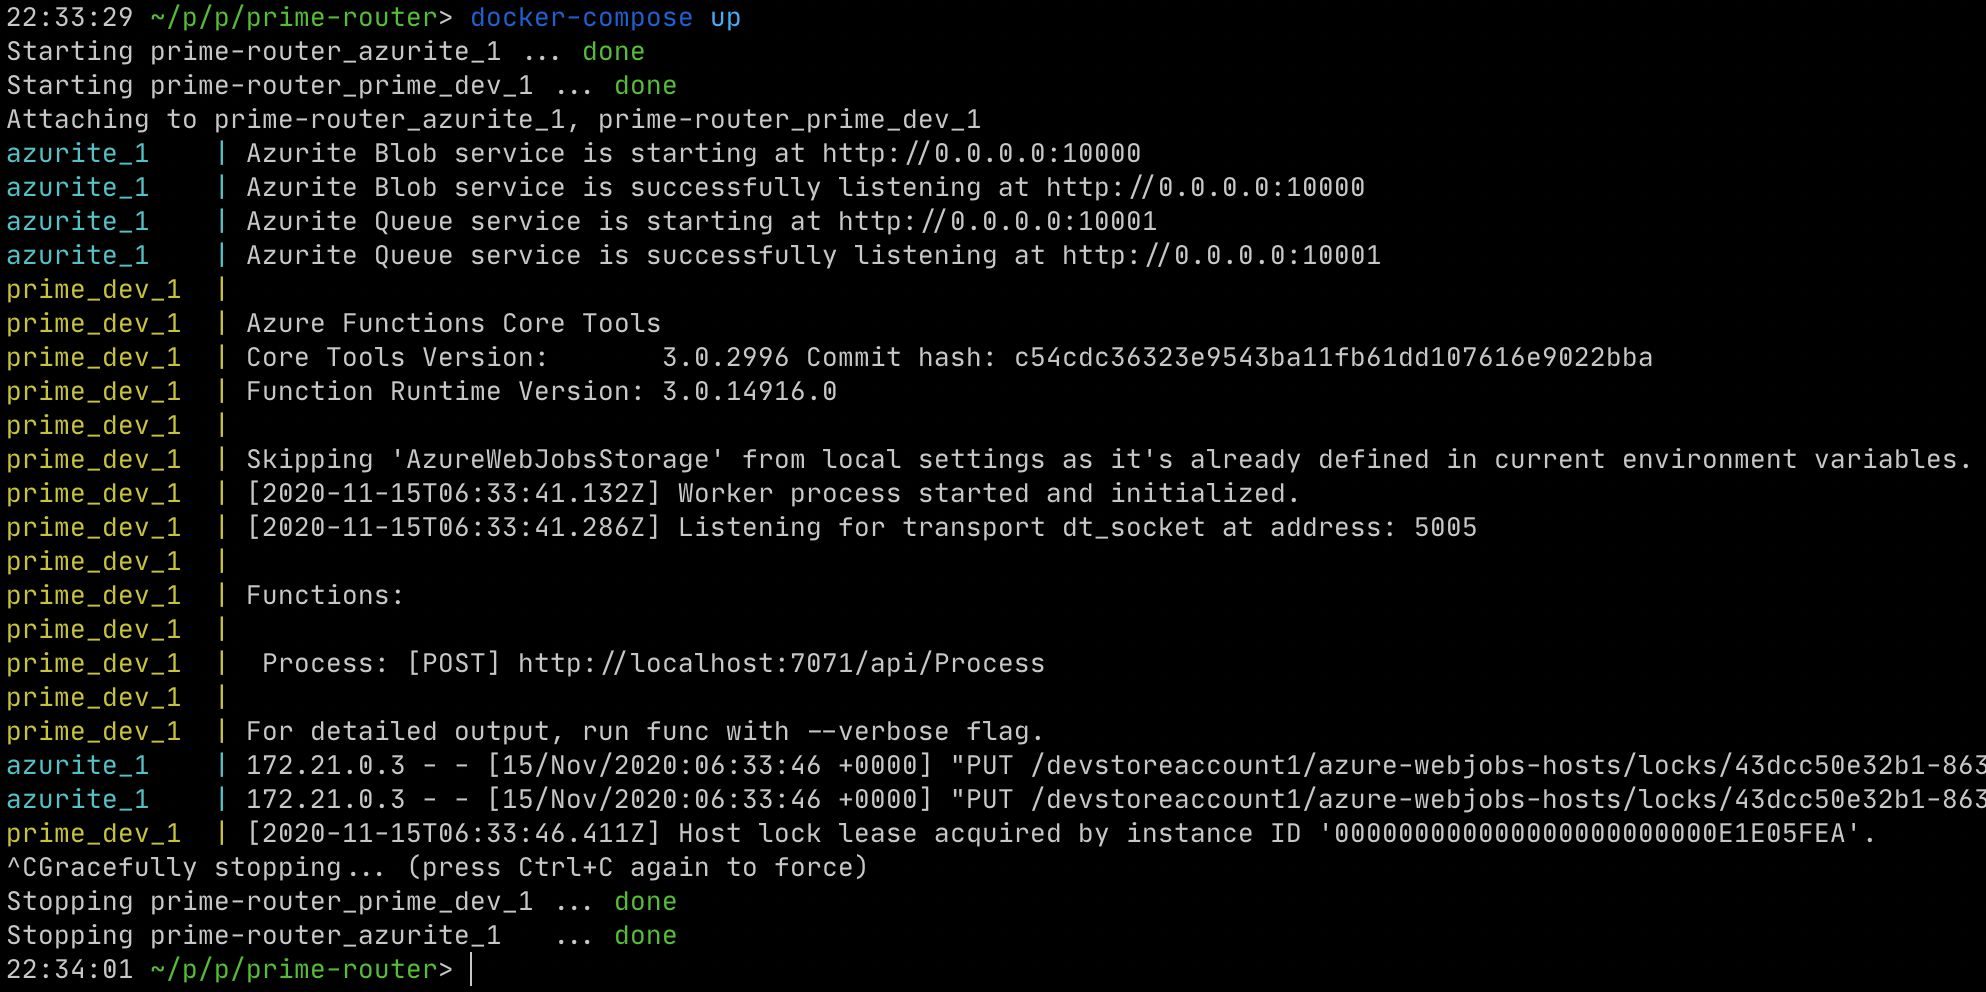 22:33:29 ~/p/p/prime-router> docker-compose up
Starting prime-router_azurite_1 ... done
Starting prime-router_prime_dev_1 ... done
Attaching to prime-router_azurite_1, prime-router_prime_dev_1
azurite_1    | Azurite Blob service is starting at http://0.0.0.0:10000
azurite_1    | Azurite Blob service is successfully listening at http://0.0.0.0:10000
azurite_1    | Azurite Queue service is starting at http://0.0.0.0:10001
azurite_1    | Azurite Queue service is successfully listening at http://0.0.0.0:10001
prime_dev_1  |
prime_dev_1  | Azure Functions Core Tools
prime_dev_1  | Core Tools Version:       3.0.2996 Commit hash: c54cdc36323e9543ba11fb61dd107616e9022bba
prime_dev_1  | Function Runtime Version: 3.0.14916.0
prime_dev_1  |
prime_dev_1  | Skipping 'AzureWebJobsStorage' from local settings as it's already defined in current environment variables.
prime_dev_1  | [2020-11-15T06:33:41.132Z] Worker process started and initialized.
prime_dev_1  | [2020-11-15T06:33:41.286Z] Listening for transport dt_socket at address: 5005
prime_dev_1  |
prime_dev_1  | Functions:
prime_dev_1  |
prime_dev_1  |  Process: [POST] http://localhost:7071/api/Process
prime_dev_1  |
prime_dev_1  | For detailed output, run func with --verbose flag.
azurite_1    | 172.21.0.3 - - [15/Nov/2020:06:33:46 +0000] "PUT /devstoreaccount1/azure-webjobs-hosts/locks/43dcc50e32b1-863
azurite_1    | 172.21.0.3 - - [15/Nov/2020:06:33:46 +0000] "PUT /devstoreaccount1/azure-webjobs-hosts/locks/43dcc50e32b1-863
prime_dev_1  | [2020-11-15T06:33:46.411Z] Host lock lease acquired by instance ID '000000000000000000000000E1E05FEA'.
^CGracefully stopping... (press Ctrl+C again to force)
Stopping prime-router_prime_dev_1 ... done
Stopping prime-router_azurite_1   ... done
22:34:01 ~/p/p/prime-router>